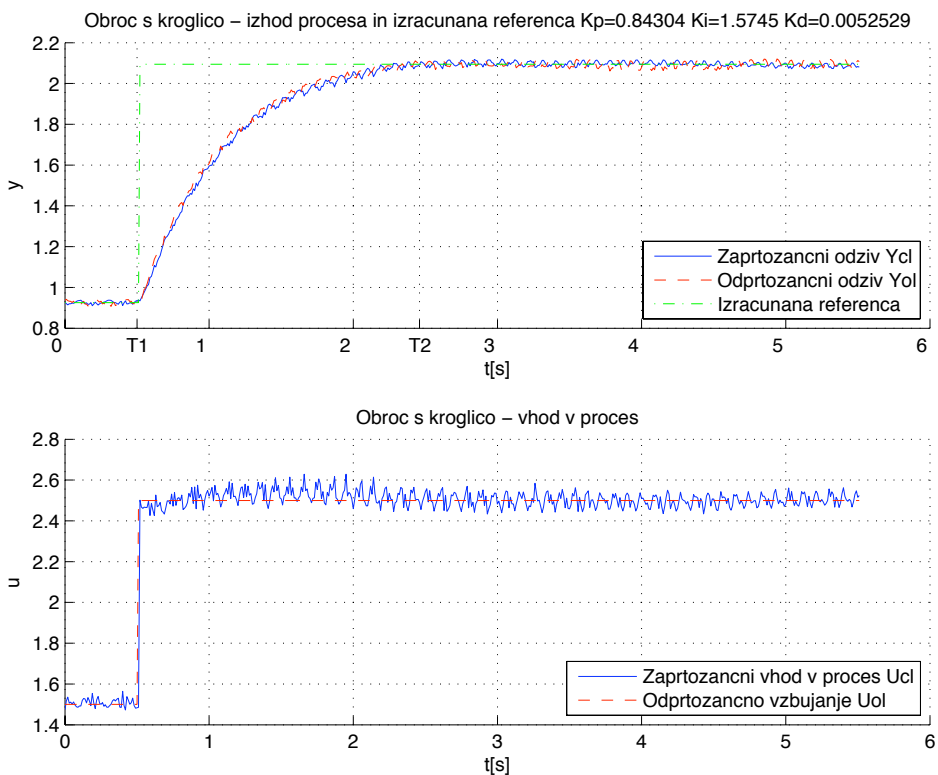 Obroc s kroglico – izhod procesa in izracunana referenca Kp=0.84304 Ki=1.5745 Kd=0.0052529
2.2
2
1.8
1.6
1.4
1.2
1
0.8
y
0 T1 1 2 T2 3 4 5 6
t[s]
Zaprtozancni odziv Ycl
Odprtozancni odziv Yol
Izracunana referenca
Obroc s kroglico – vhod v proces
2.8
2.6
2.4
2.2
2
1.8
1.6
1.4
u
0 1 2 3 4 5 6
t[s]
Zaprtozancni vhod v proces Ucl
Odprtozancno vzbujanje Uol